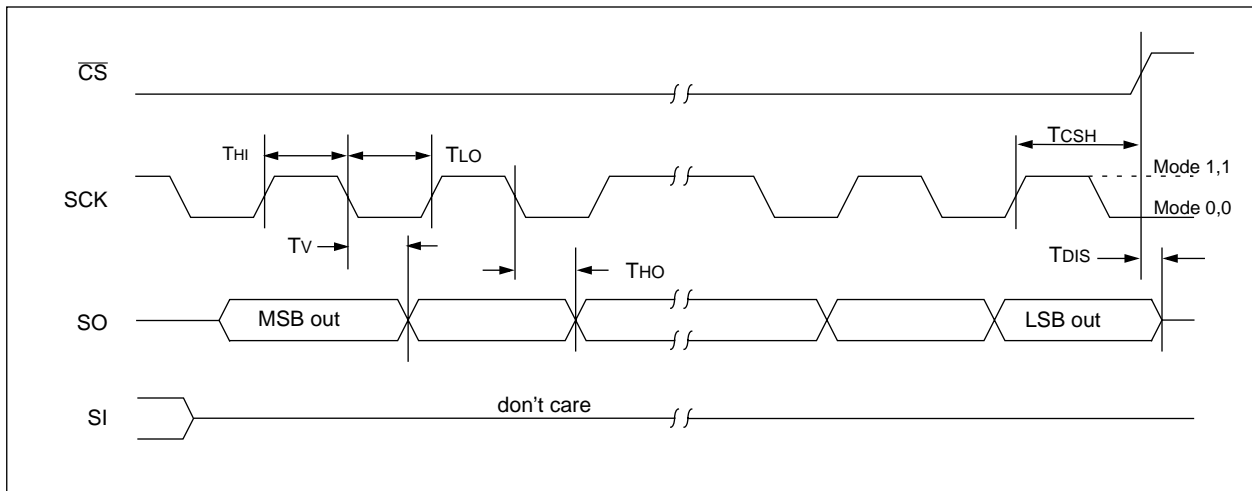 CS
THI
TLO
TCSH
SCK
Mode 1,1
Mode 0,0
TV
THO
TDIS
SO
MSB out
LSB out
SI
don't care